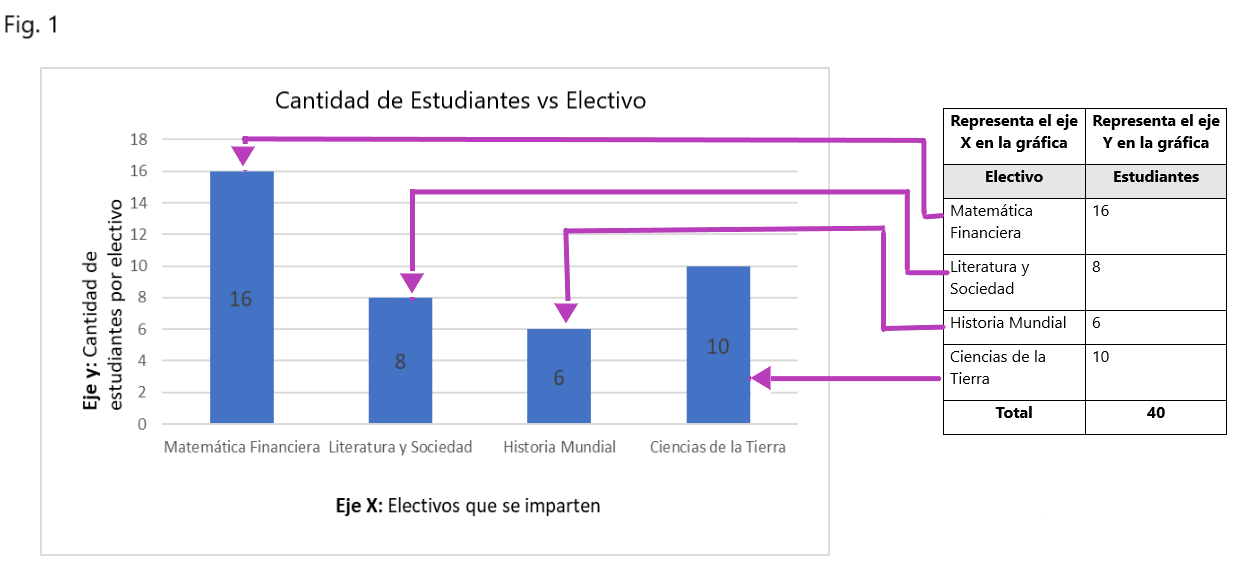 Fig. 1
Cantidad de Estudiantes vs Electivo
18
16
14
12
10
8
6
4
2
0
Eje y: Cantidad de
estudiantes por electivo
16
8
6
10
Matemática Financiera
Literatura y Sociedad
Historia Mundial
Ciencias de la Tierra
Eje X: Electivos que se imparten
Representa el eje
X en la gráfica
Representa el eje
Y en la gráfica
Electivo
Estudiantes
Matemática
Financiera
16
Literatura y
Sociedad
8
Historia Mundial
6
Ciencias de la
Tierra
10
Total
40